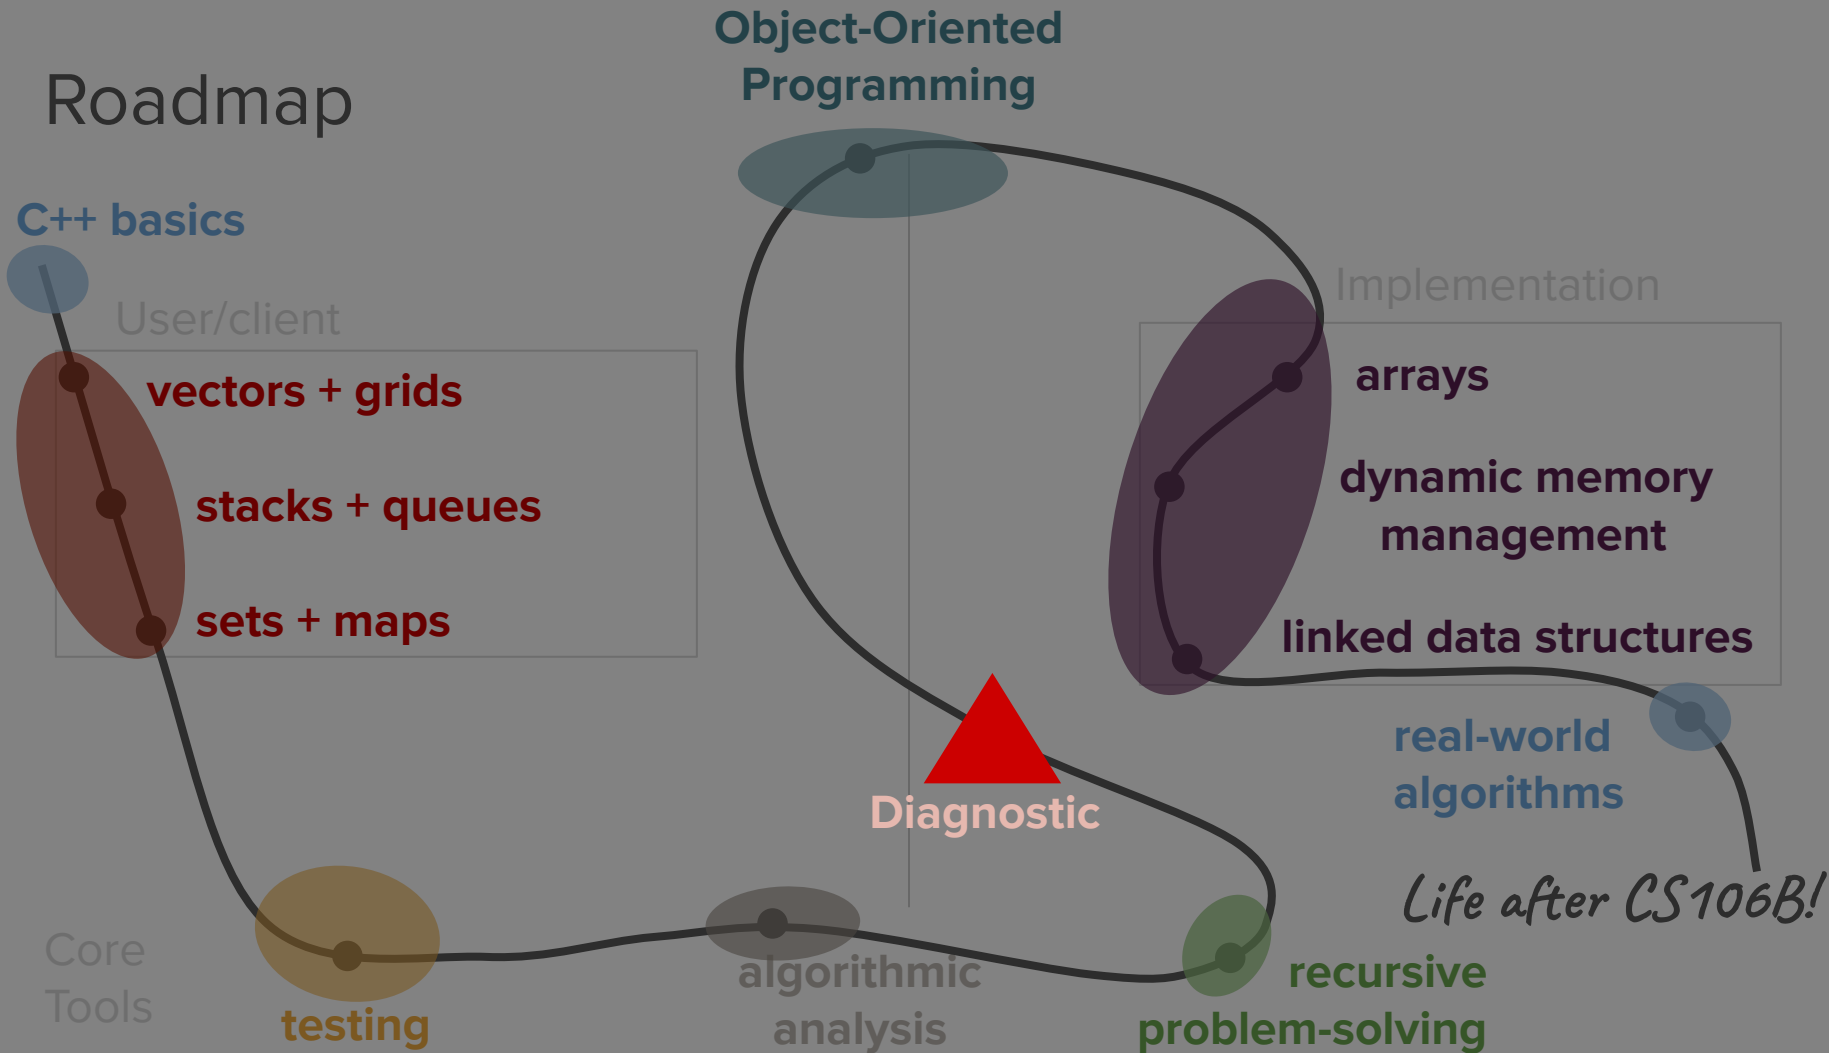 Object-Oriented
Programming
Roadmap
C++ basics
User/client
Implementation
vectors + grids
arrays
stacks + queues
dynamic memory
management
sets + maps
linked data structures
real-world
algorithms
Diagnostic
Life after CS106B!
Core
Tools
testing
algorithmic
analysis
recursive
problem-solving